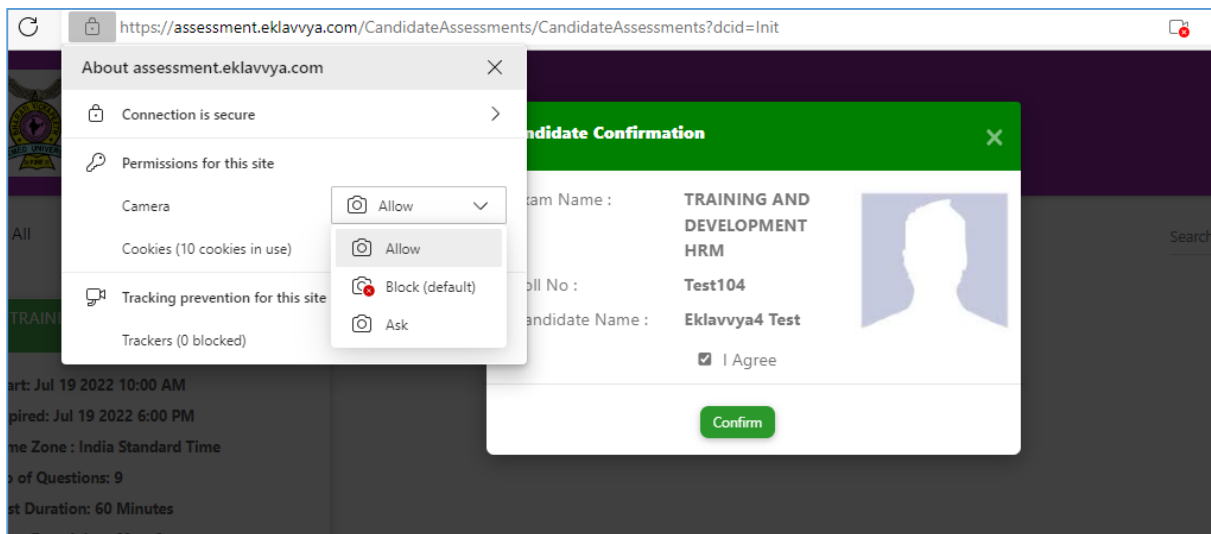 https://assessment.eklavvya.com/CandidateAssessments/CandidateAssessments?dcid=Init
About assessment.eklavvya.com
Connection is secure
Permissions for this site
Camera
Allow
Cookies (10 cookies in use)
Allow
Block (default)
Ask
Tracking prevention for this site
Trackers (0 blocked)
ndidate Confirmation
am Name :
TRAINING AND
DEVELOPMENT
HRM
oll No :
Test104
andidate Name :
Eklavvya4 Test
I Agree
Confirm
All
Search
TRAIN
art: Jul 19 2022 10:00 AM
pired: Jul 19 2022 6:00 PM
me Zone : India Standard Time
of Questions: 9
st Duration: 60 Minutes